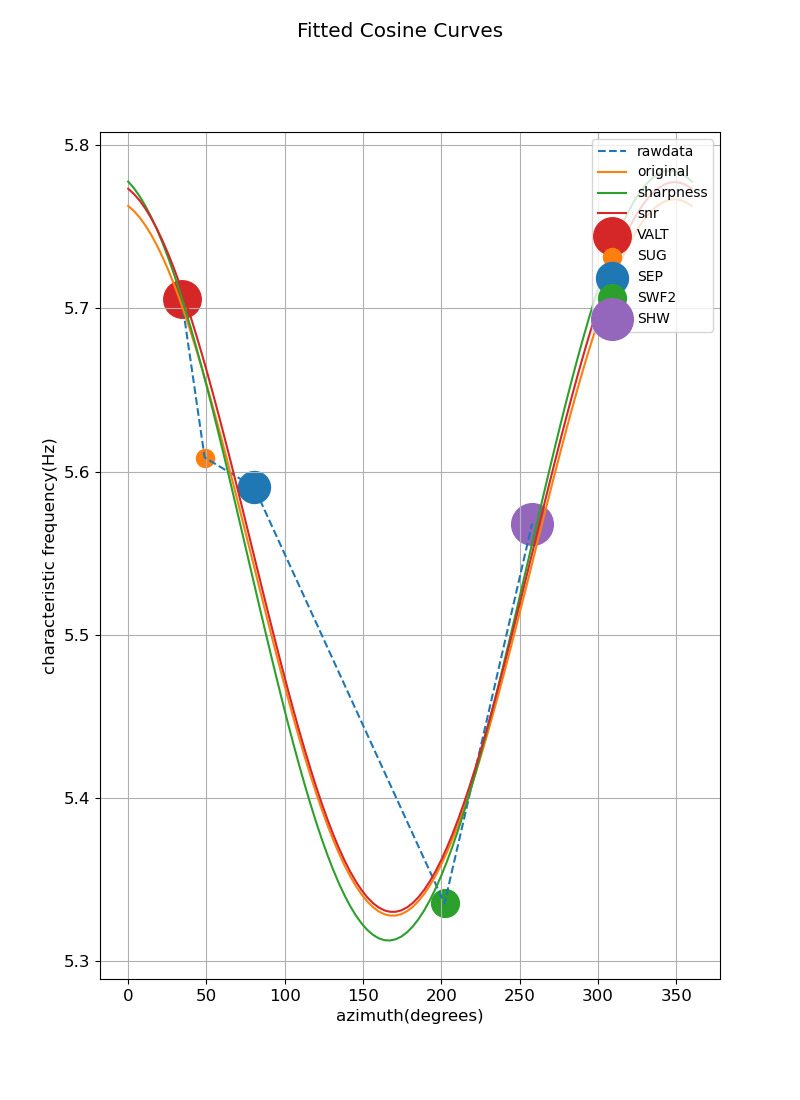 Fitted Cosine Curves
5.8
5.7
5.6
5.5
5.4
5.3
characteristic frequency(Hz)
rawdata
original
sharpness
snr
VALT
SUG
SEP
SWF2
SHW
0 50 100 150 200 250 300 350
azimuth(degrees)